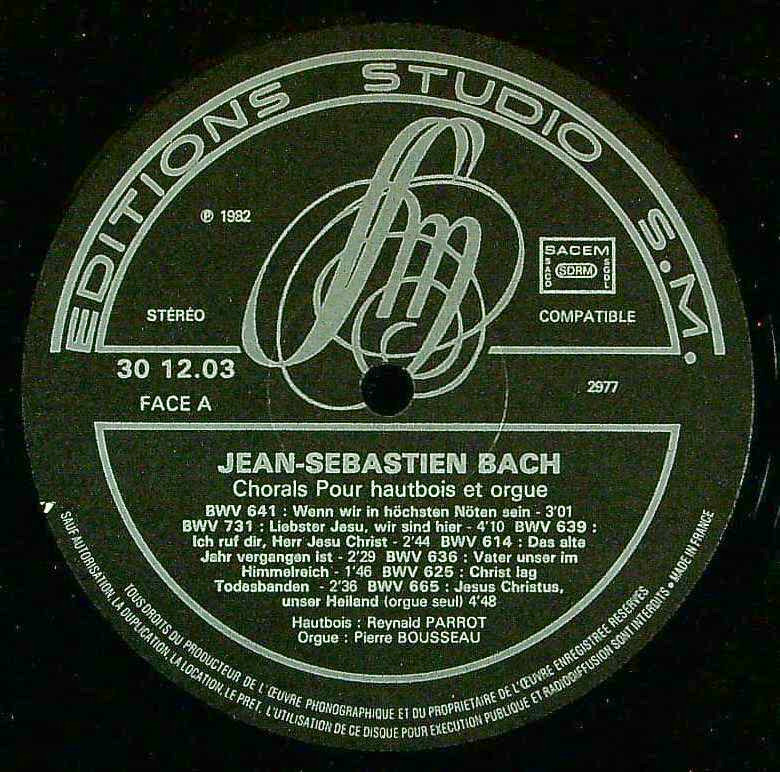 EDITIONS STUDIO S.M.
℗ 1982
SACEM
SACD SDRM SGDL
STÉRÉO
COMPATIBLE
30 12.03
2977
FACE A
JEAN-SEBASTIEN BACH
Chorals Pour hautbois et orgue
BWV 641 : Wenn wir in höchsten Nöten sein - 3'01
BWV 731 : Liebster Jesu, wir sind hier - 4'10 BWV 639 :
Ich ruf dir, Herr Jesu Christ - 2'44 BWV 614 : Das alte
Jahr vergangen ist - 2'29 BWV 636 : Vater unser im
Himmelreich - 1'46 BWV 625 : Christ lag
Todesbanden - 2'36 BWV 665 : Jesus Christus,
unser Heiland (orgue seul) 4'48
Hautbois : Reynald PARROT
Orgue : Pierre BOUSSEAU
TOUS DROITS DU PRODUCTEUR DE L'ŒUVRE PHONOGRAPHIQUE ET DU PROPRIETAIRE DE L'ŒUVRE ENREGISTREE RESERVES
SAUF AUTORISATION, LA DUPLICATION, LA LOCATION, LE PRET, L'UTILISATION DE CE DISQUE POUR EXECUTION PUBLIQUE ET RADIODIFFUSION SONT INTERDITS • MADE IN FRANCE